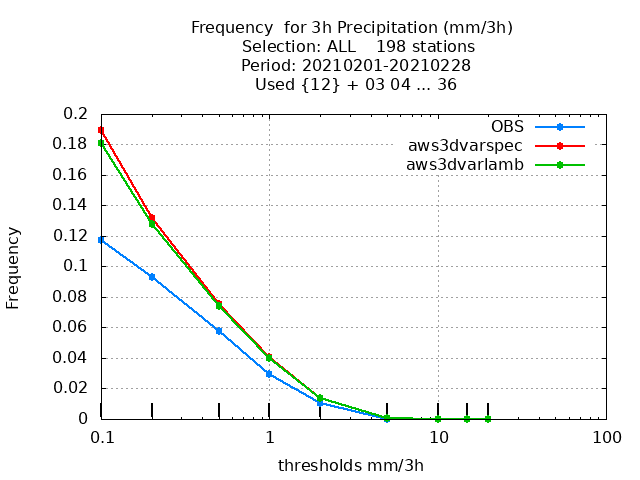 Frequency  for 3h Precipitation (mm/3h)
Selection: ALL    198 stations
Period: 20210201-20210228
Used {12} + 03 04 ... 36
OBS
aws3dvarspec
aws3dvarlamb
0.2
0.18
0.16
0.14
0.12
0.1
0.08
0.06
0.04
0.02
0
Frequency
0.1 1 10 100
thresholds mm/3h